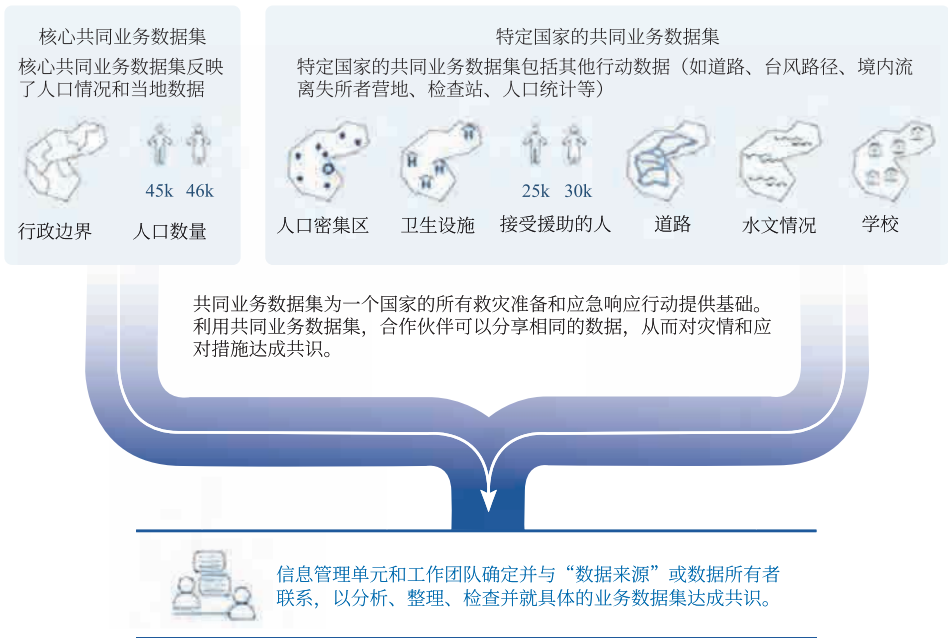 核心共同业务数据集
核心共同业务数据集反映
了人口情况和当地数据
45k 46k
行政边界 人口数量
特定国家的共同业务数据集
特定国家的共同业务数据集包括其他行动数据（如道路、台风路径、境内流
离失所者营地、检查站、人口统计等）
25k 30k
人口密集区 卫生设施 接受援助的人 道路 水文情况 学校
共同业务数据集为一个国家的所有救灾准备和应急响应行动提供基础。
利用共同业务数据集，合作伙伴可以分享相同的数据，从而对灾情和应
对措施达成共识。
信息管理单元和工作团队确定并与“数据来源”或数据所有者
联系，以分析、整理、检查并就具体的业务数据集达成共识。